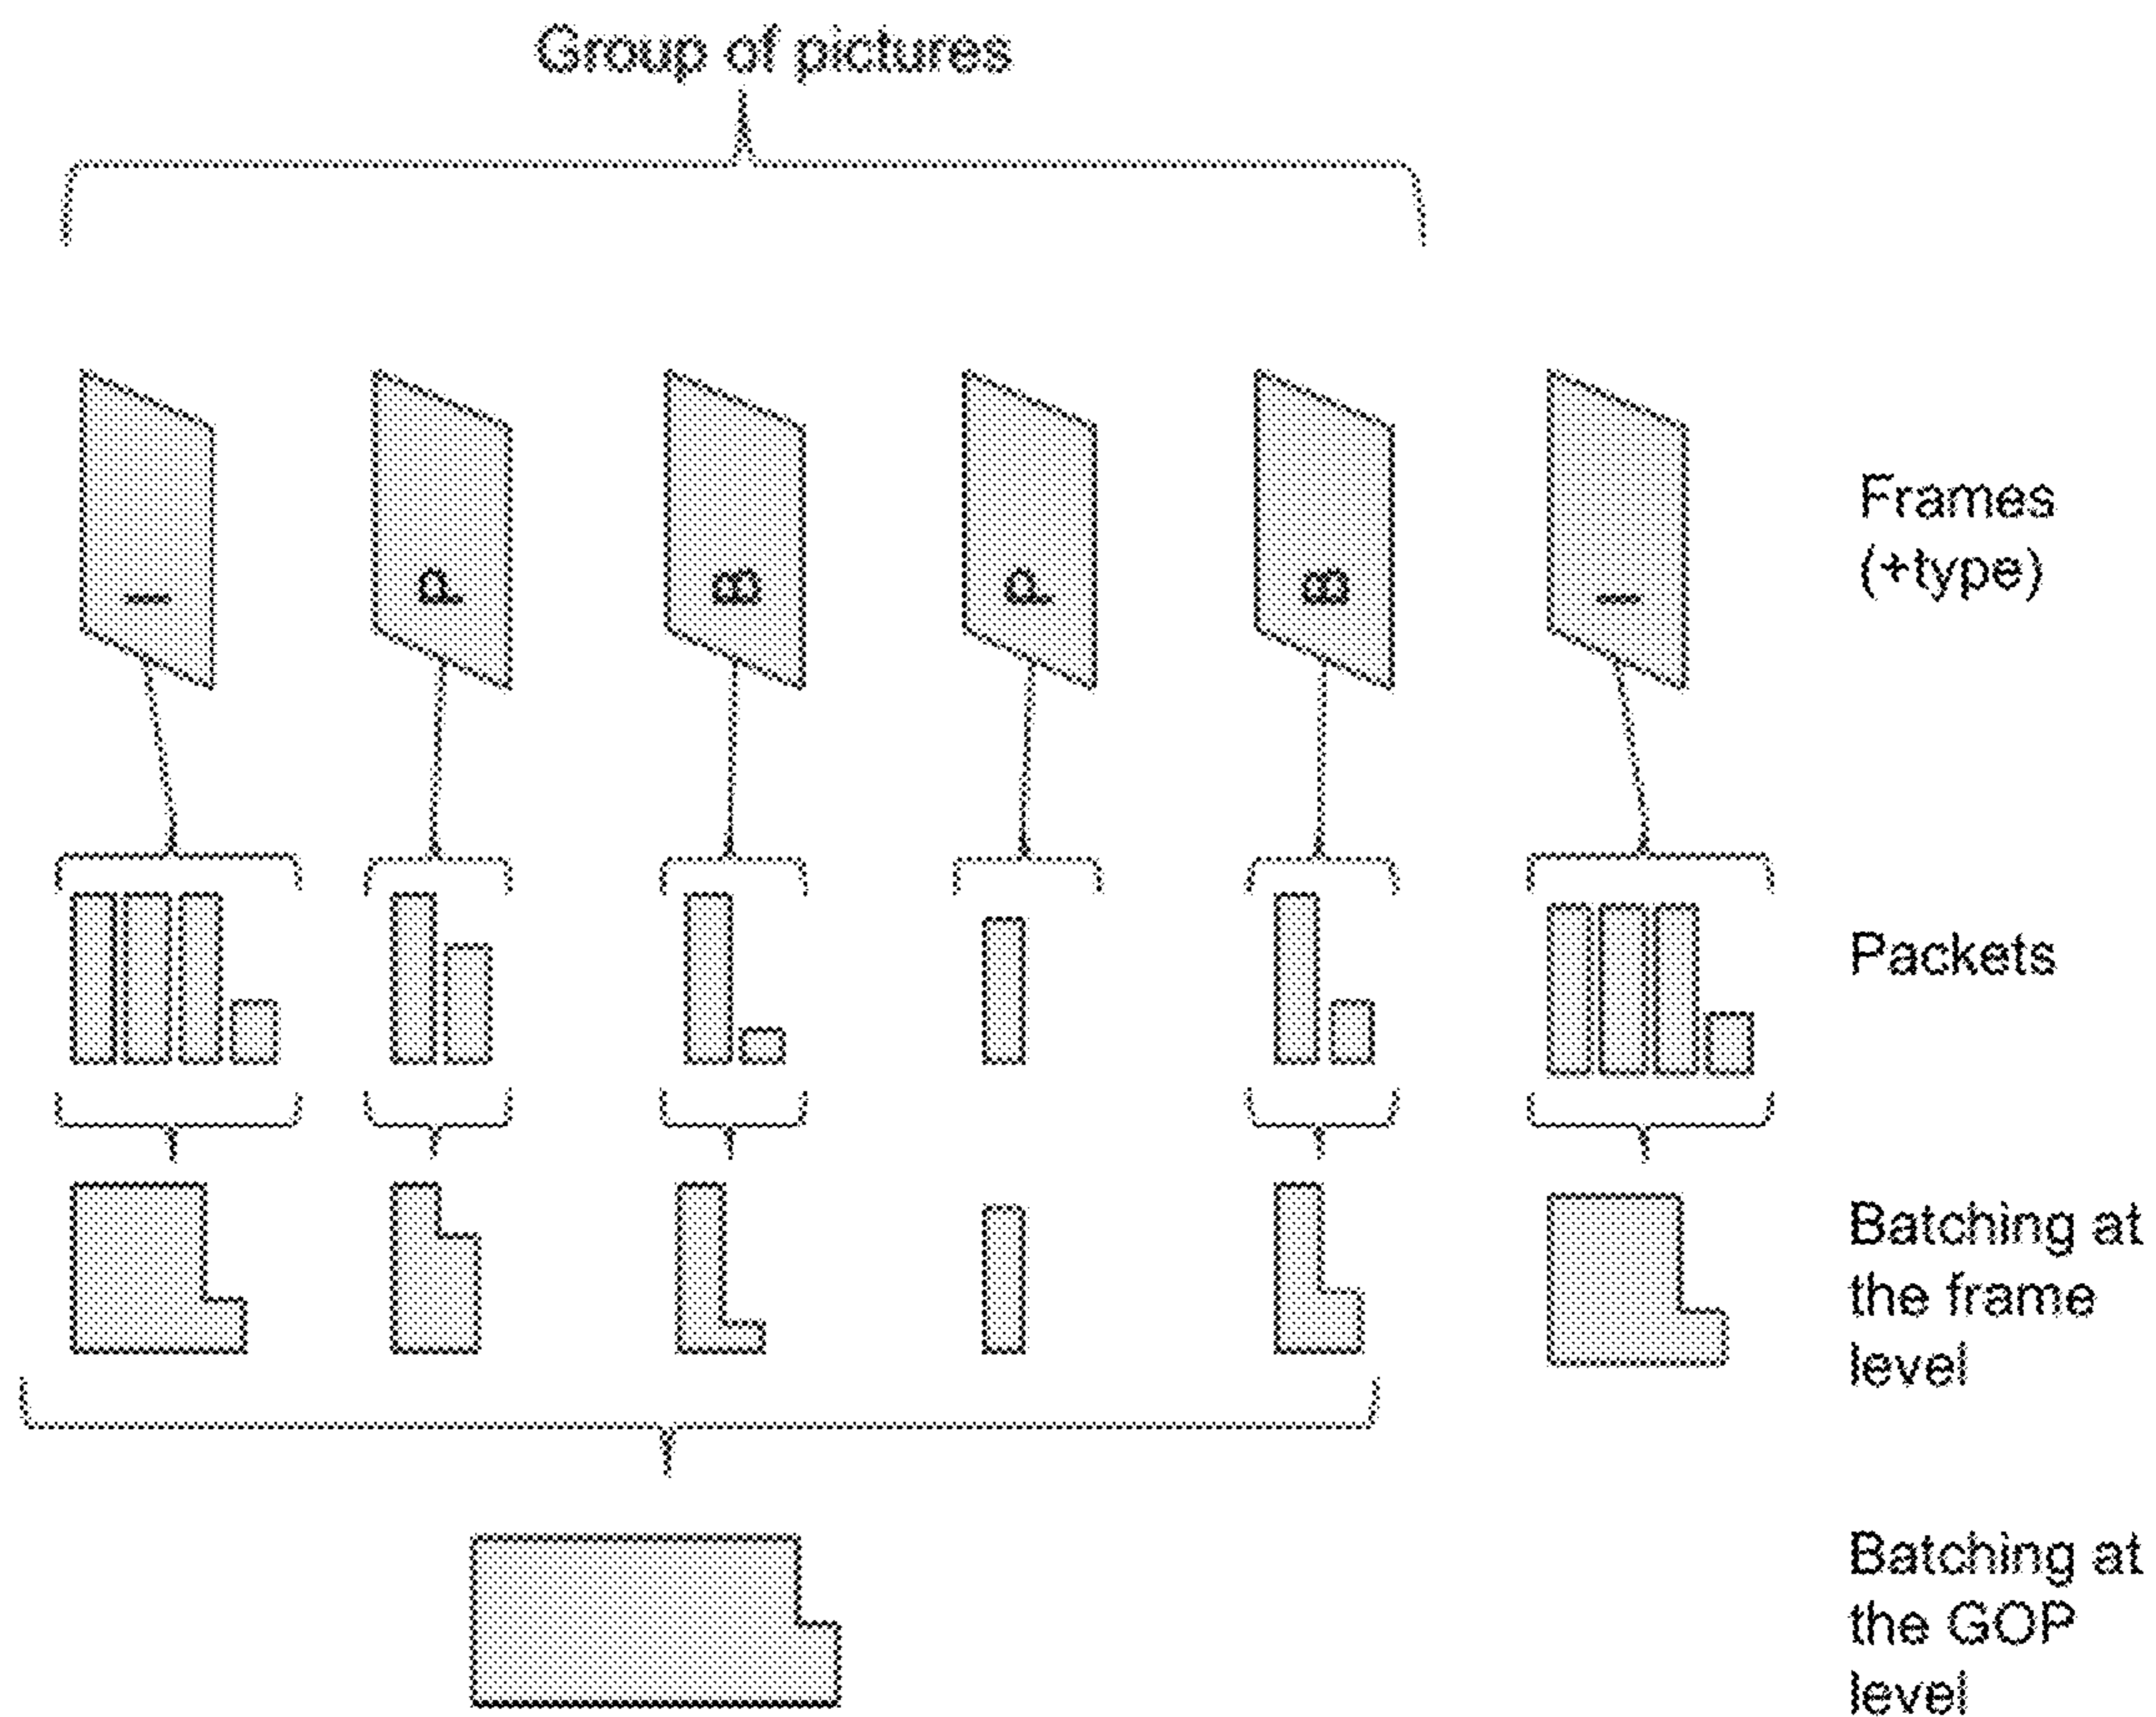 Group of pictures
I P B P B I
Frames
(+type)
Packets
Batching at
the frame
level
Batching at
the GOP
level